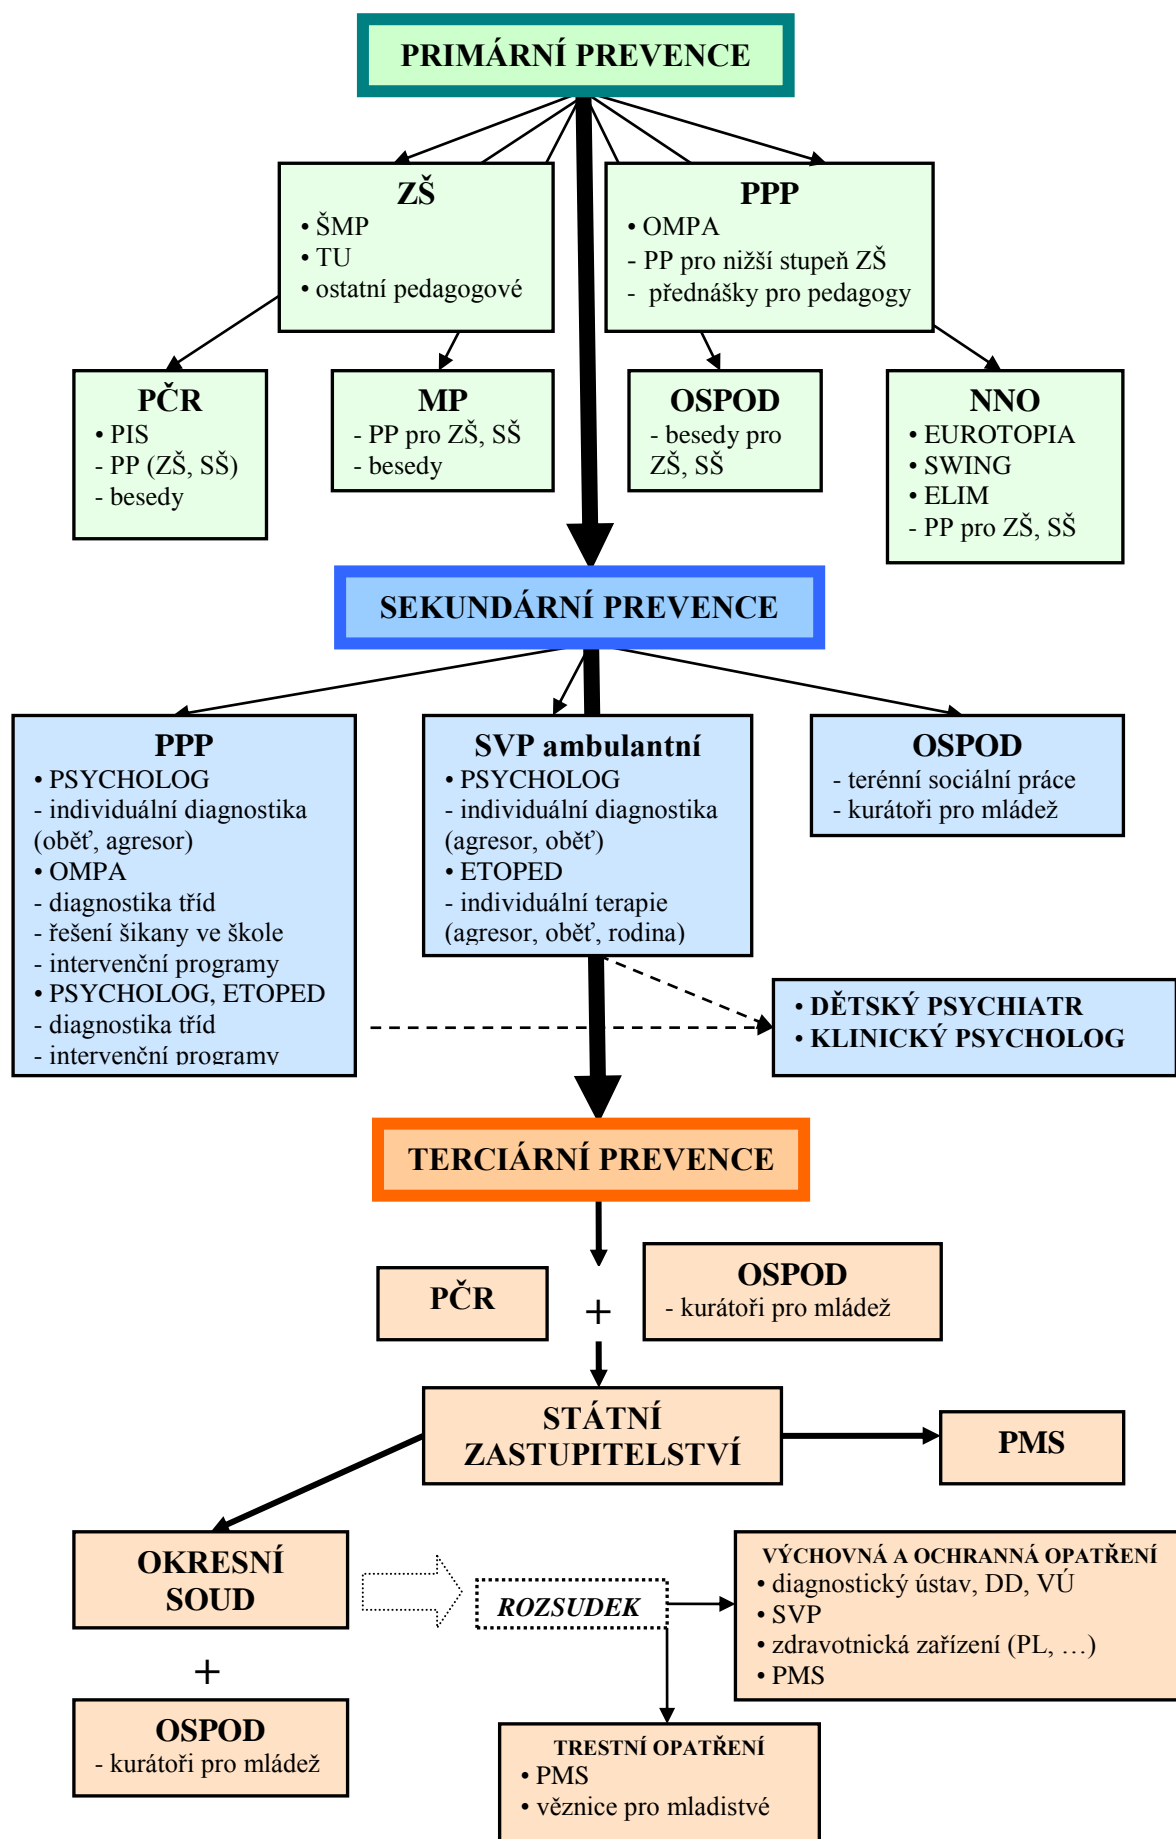 PRIMÁRNÍ PREVENCE
ZŠ
• ŠMP
• TU
• ostatní pedagogové
PPP
• OMPA
- PP pro nižší stupeň ZŠ
- přednášky pro pedagogy
PČR
• PIS
- PP (ZŠ, SŠ)
- besedy
MP
- PP pro ZŠ, SŠ
- besedy
OSPOD
- besedy pro
ZŠ, SŠ
NNO
• EUROTOPIA
• SWING
• ELIM
- PP pro ZŠ, SŠ
SEKUNDÁRNÍ PREVENCE
PPP
• PSYCHOLOG
- individuální diagnostika
(oběť, agresor)
• OMPA
- diagnostika tříd
- řešení šikany ve škole
- intervenční programy
• PSYCHOLOG, ETOPED
- diagnostika tříd
- intervenční programy
SVP ambulantní
• PSYCHOLOG
- individuální diagnostika
(agresor, oběť)
• ETOPED
- individuální terapie
(agresor, oběť, rodina)
OSPOD
- terénní sociální práce
- kurátoři pro mládež
• DĚTSKÝ PSYCHIATR
• KLINICKÝ PSYCHOLOG
TERCIÁRNÍ PREVENCE
PČR
+
OSPOD
- kurátoři pro mládež
STÁTNÍ
ZASTUPITELSTVÍ
PMS
OKRESNÍ
SOUD
+
OSPOD
- kurátoři pro mládež
ROZSUDEK
VÝCHOVNÁ A OCHRANNÁ OPATŘENÍ
• diagnostický ústav, DD, VÚ
• SVP
• zdravotnická zařízení (PL, …)
• PMS
TRESTNÍ OPATŘENÍ
• PMS
• věznice pro mladistvé